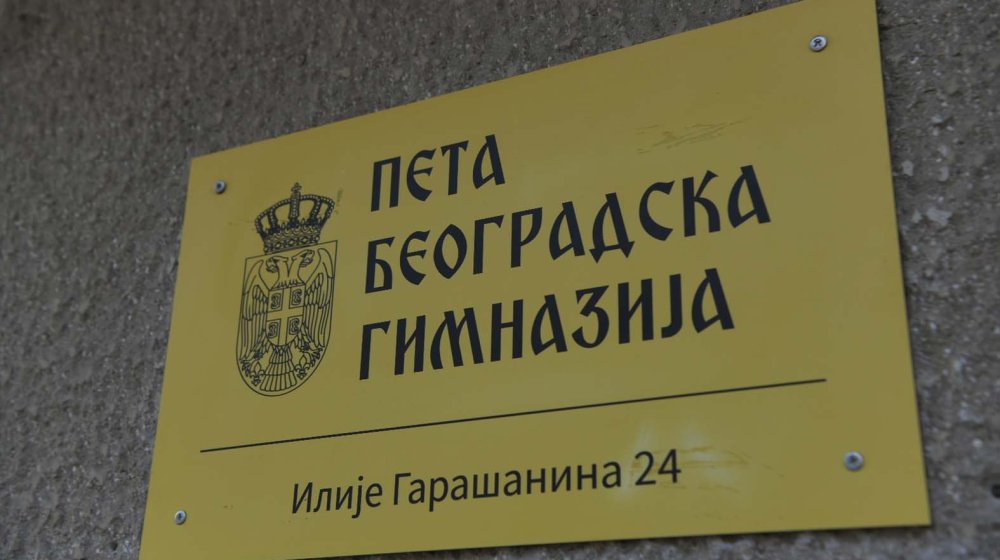 ПЕТА
БЕОГРАДСКА
ГИМНАЗИЈА
Илије Гарашанина 24